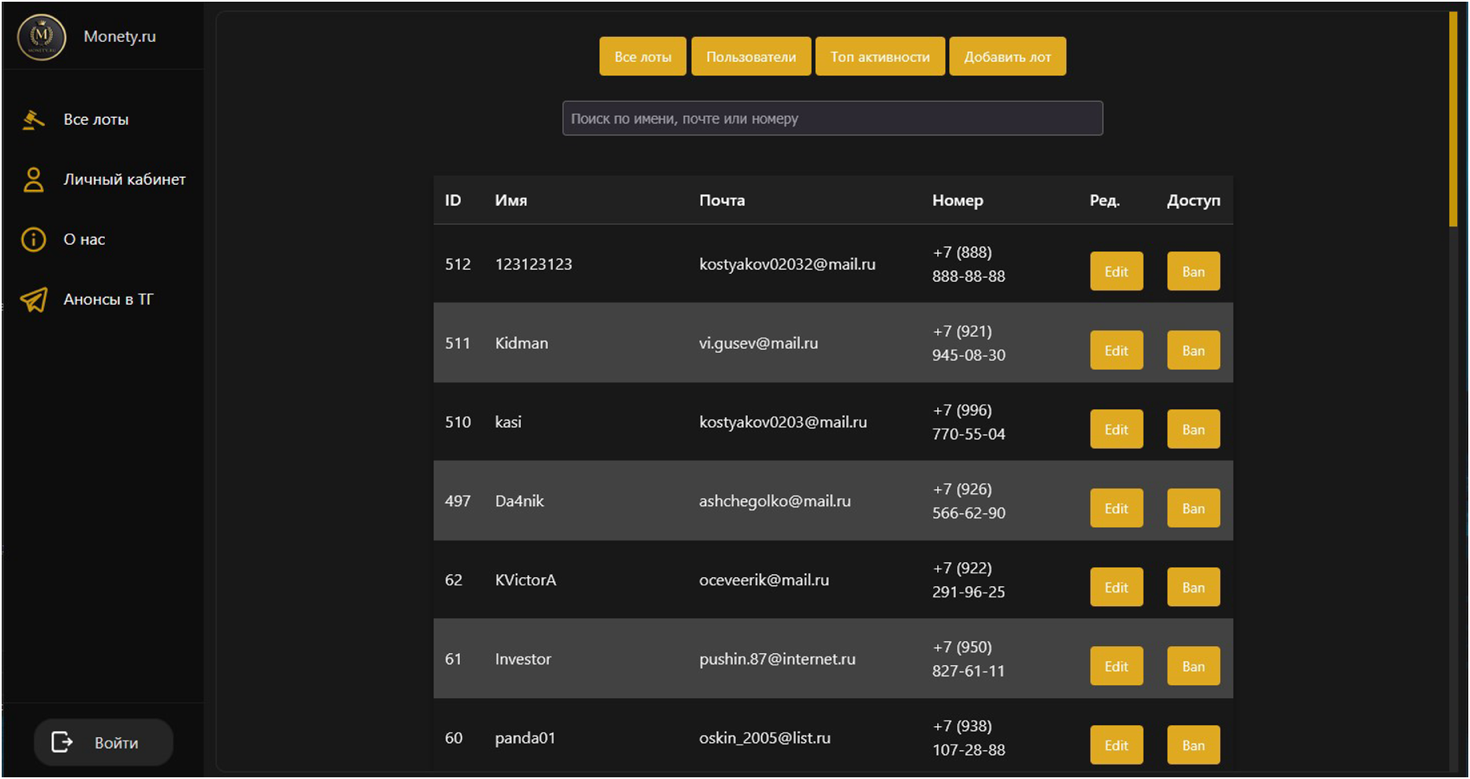 M
MONETY.RU
Monety.ru
Все лоты
Личный кабинет
О нас
Анонсы в ТГ
Войти
Все лоты Пользователи Топ активности Добавить лот
Поиск по имени, почте или номеру
ID Имя Почта Номер Ред. Доступ
512 123123123 kostyakov02032@mail.ru +7 (888)
888-88-88 Edit Ban
511 Kidman vi.gusev@mail.ru +7 (921)
945-08-30 Edit Ban
510 kasi kostyakov0203@mail.ru +7 (996)
770-55-04 Edit Ban
497 Da4nik ashchegolko@mail.ru +7 (926)
566-62-90 Edit Ban
62 KVictorA oceveerik@mail.ru +7 (922)
291-96-25 Edit Ban
61 Investor pushin.87@internet.ru +7 (950)
827-61-11 Edit Ban
60 panda01 oskin_2005@list.ru +7 (938)
107-28-88 Edit Ban